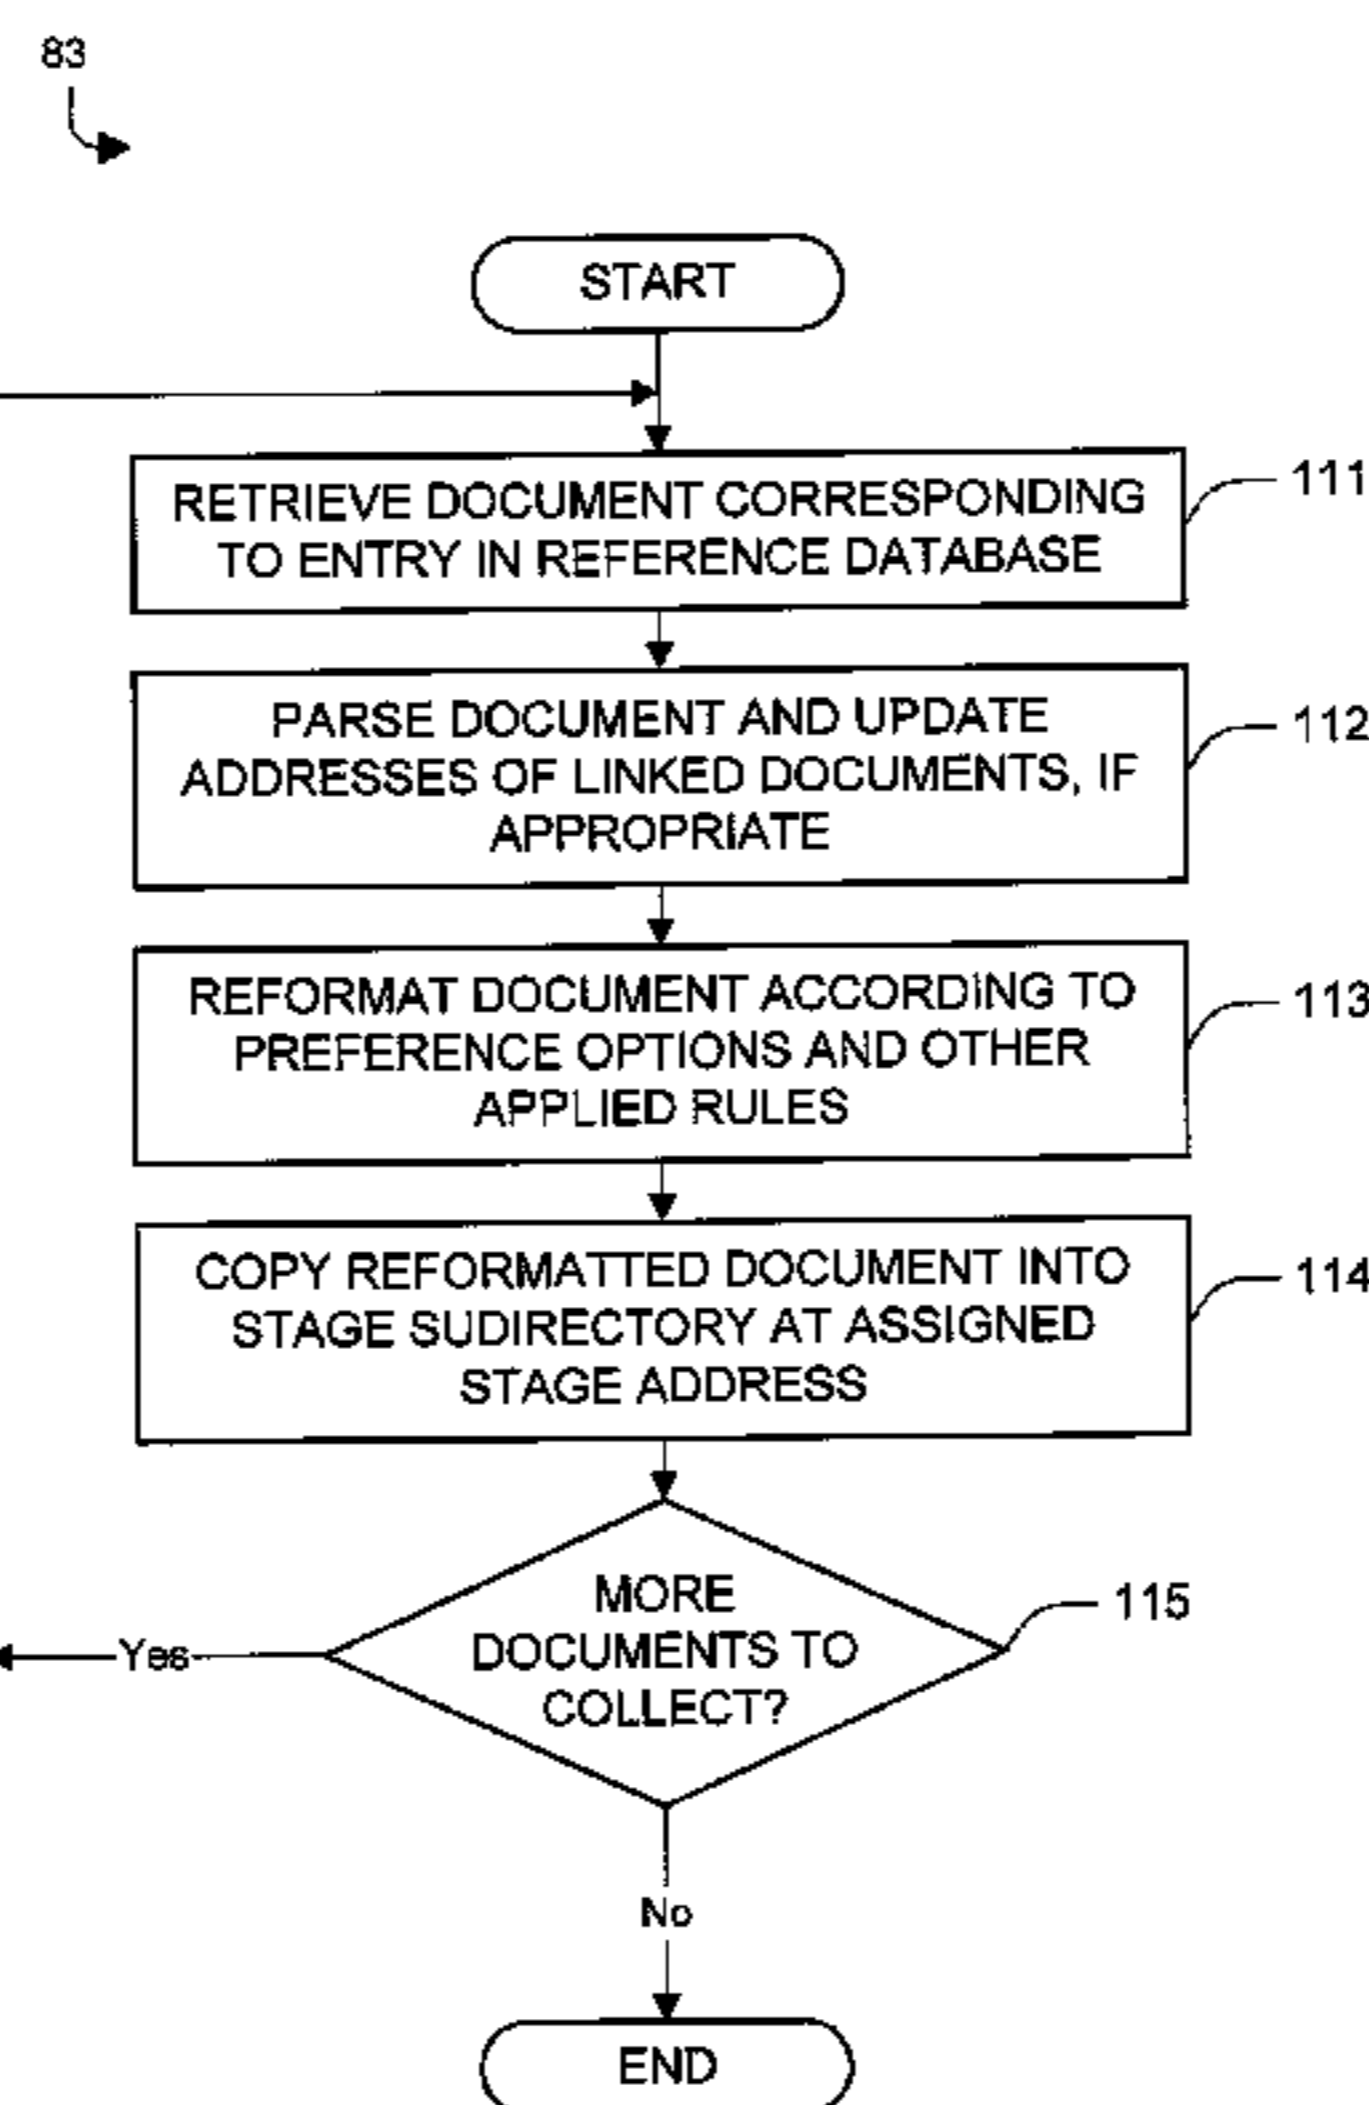 83
START
RETRIEVE DOCUMENT CORRESPONDING
TO ENTRY IN REFERENCE DATABASE
111
PARSE DOCUMENT AND UPDATE
ADDRESSES OF LINKED DOCUMENTS, IF
APPROPRIATE
112
REFORMAT DOCUMENT ACCORDING TO
PREFERENCE OPTIONS AND OTHER
APPLIED RULES
113
COPY REFORMATTED DOCUMENT INTO
STAGE SUDIRECTORY AT ASSIGNED
STAGE ADDRESS
114
MORE
DOCUMENTS TO
COLLECT?
115
Yes
No
END